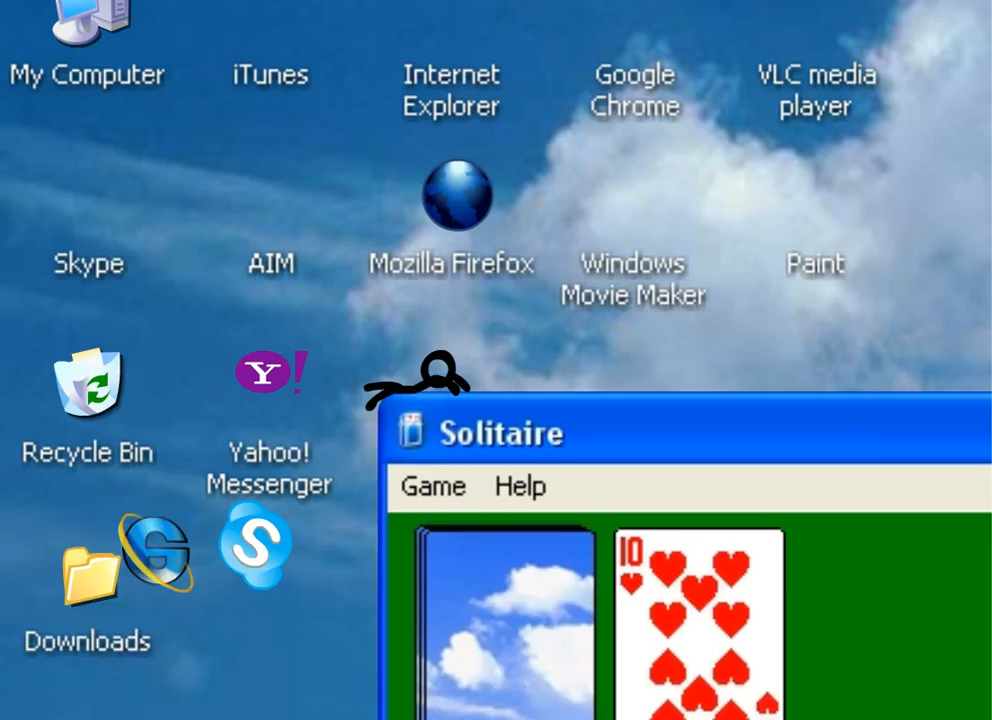 My Computer
iTunes
Internet
Explorer
Google
Chrome
VLC media
player
Skype
AIM
Mozilla Firefox
Windows
Movie Maker
Paint
Y!
Recycle Bin
Yahoo!
Messenger
S
Downloads
Solitaire
Game Help
10